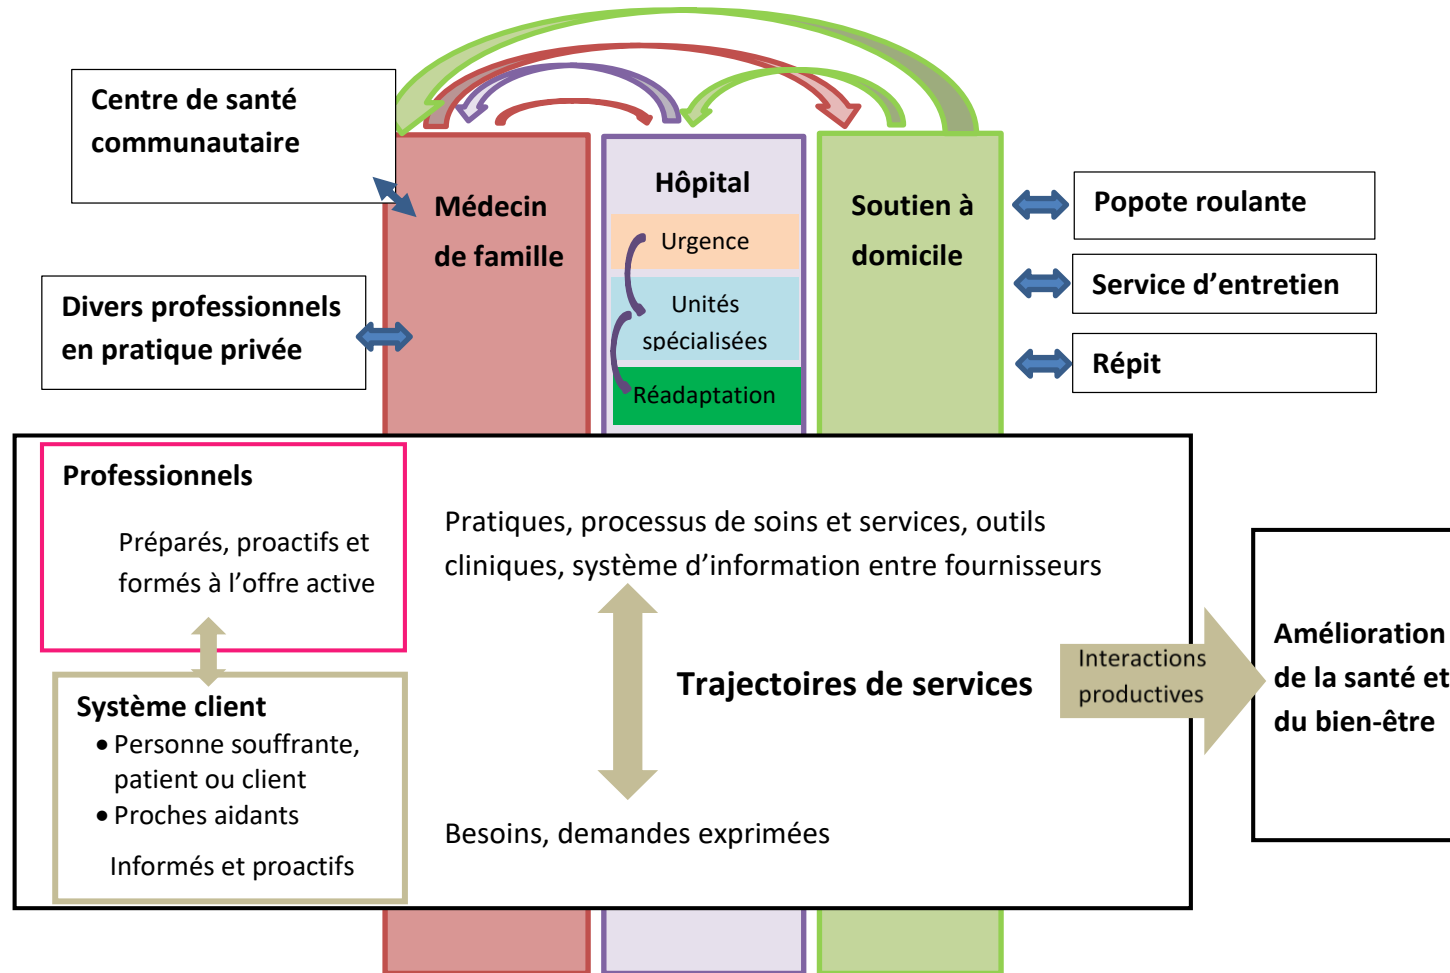 Centre de santé
communautaire
Divers professionnels
en pratique privée
Médecin
de famille
Hôpital
Urgence
Unités
spécialisées
Réadaptation
Soutien à
domicile
Popote roulante
Service d’entretien
Répit
Professionnels
Préparés, proactifs et
formés à l’offre active
Système client
• Personne souffrante,
patient ou client
• Proches aidants
Informés et proactifs
Pratiques, processus de soins et services, outils
cliniques, système d’information entre fournisseurs
Trajectoires de services
Besoins, demandes exprimées
Interactions
productives
Amélioration
de la santé et
du bien-être